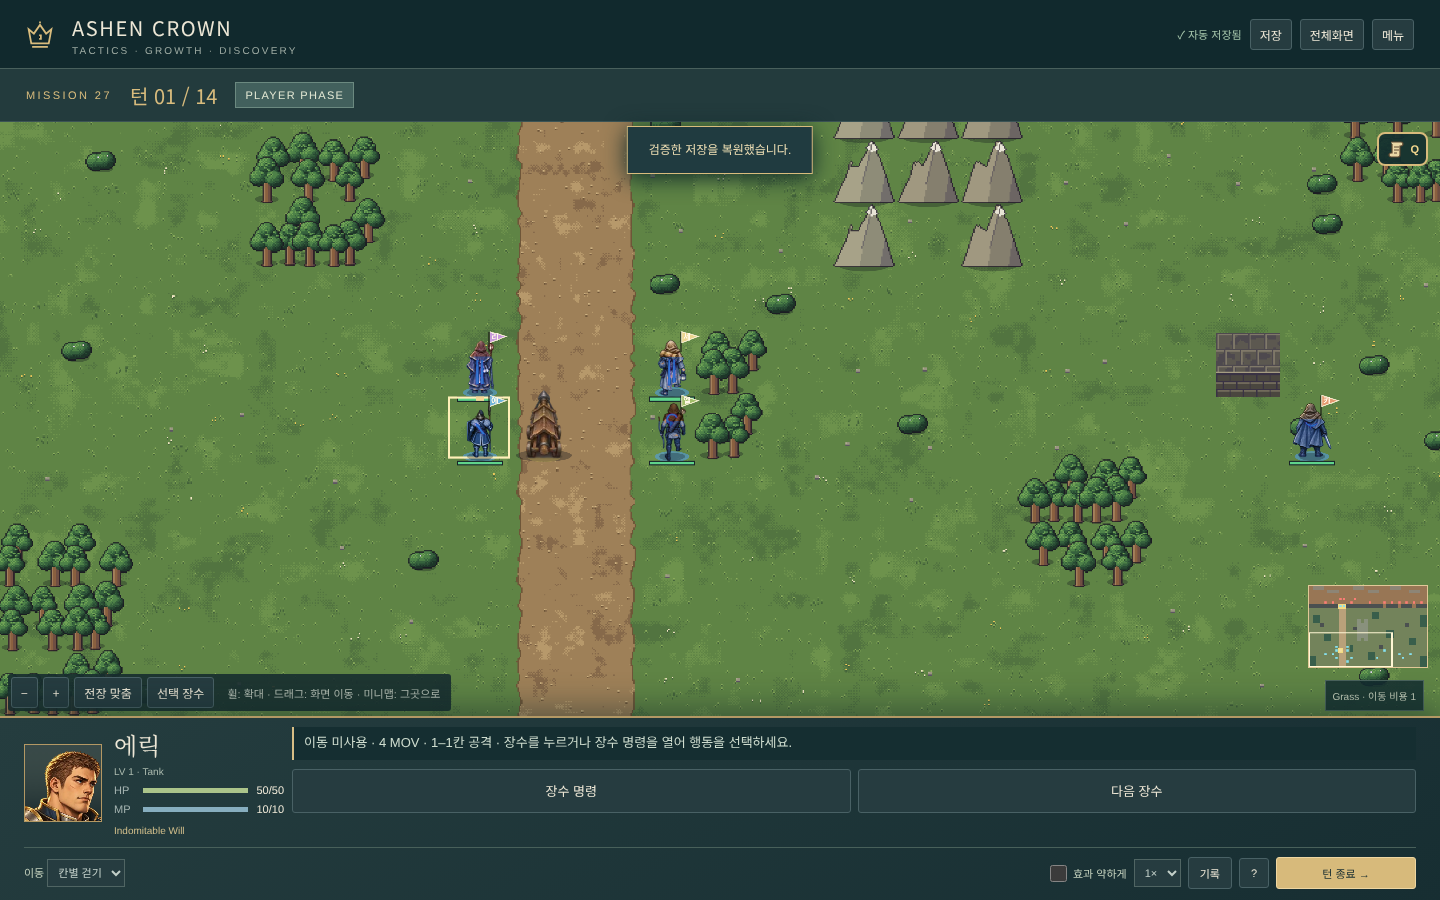 ASHEN CROWN
TACTICS · GROWTH · DISCOVERY
✓ 자동 저장됨
저장
전체화면
메뉴
MISSION 27
턴 01 / 14
PLAYER PHASE
검증한 저장을 복원했습니다.
Q
−
+
전장 맞춤
선택 장수
휠: 확대 · 드래그: 화면 이동 · 미니맵: 그곳으로
Grass · 이동 비용 1
에릭
LV 1 · Tank
HP 50/50
MP 10/10
Indomitable Will
이동 미사용 · 4 MOV · 1–1칸 공격 · 장수를 누르거나 장수 명령을 열어 행동을 선택하세요.
장수 명령
다음 장수
이동
칸별 걷기
효과 약하게
1×
기록
?
턴 종료 →